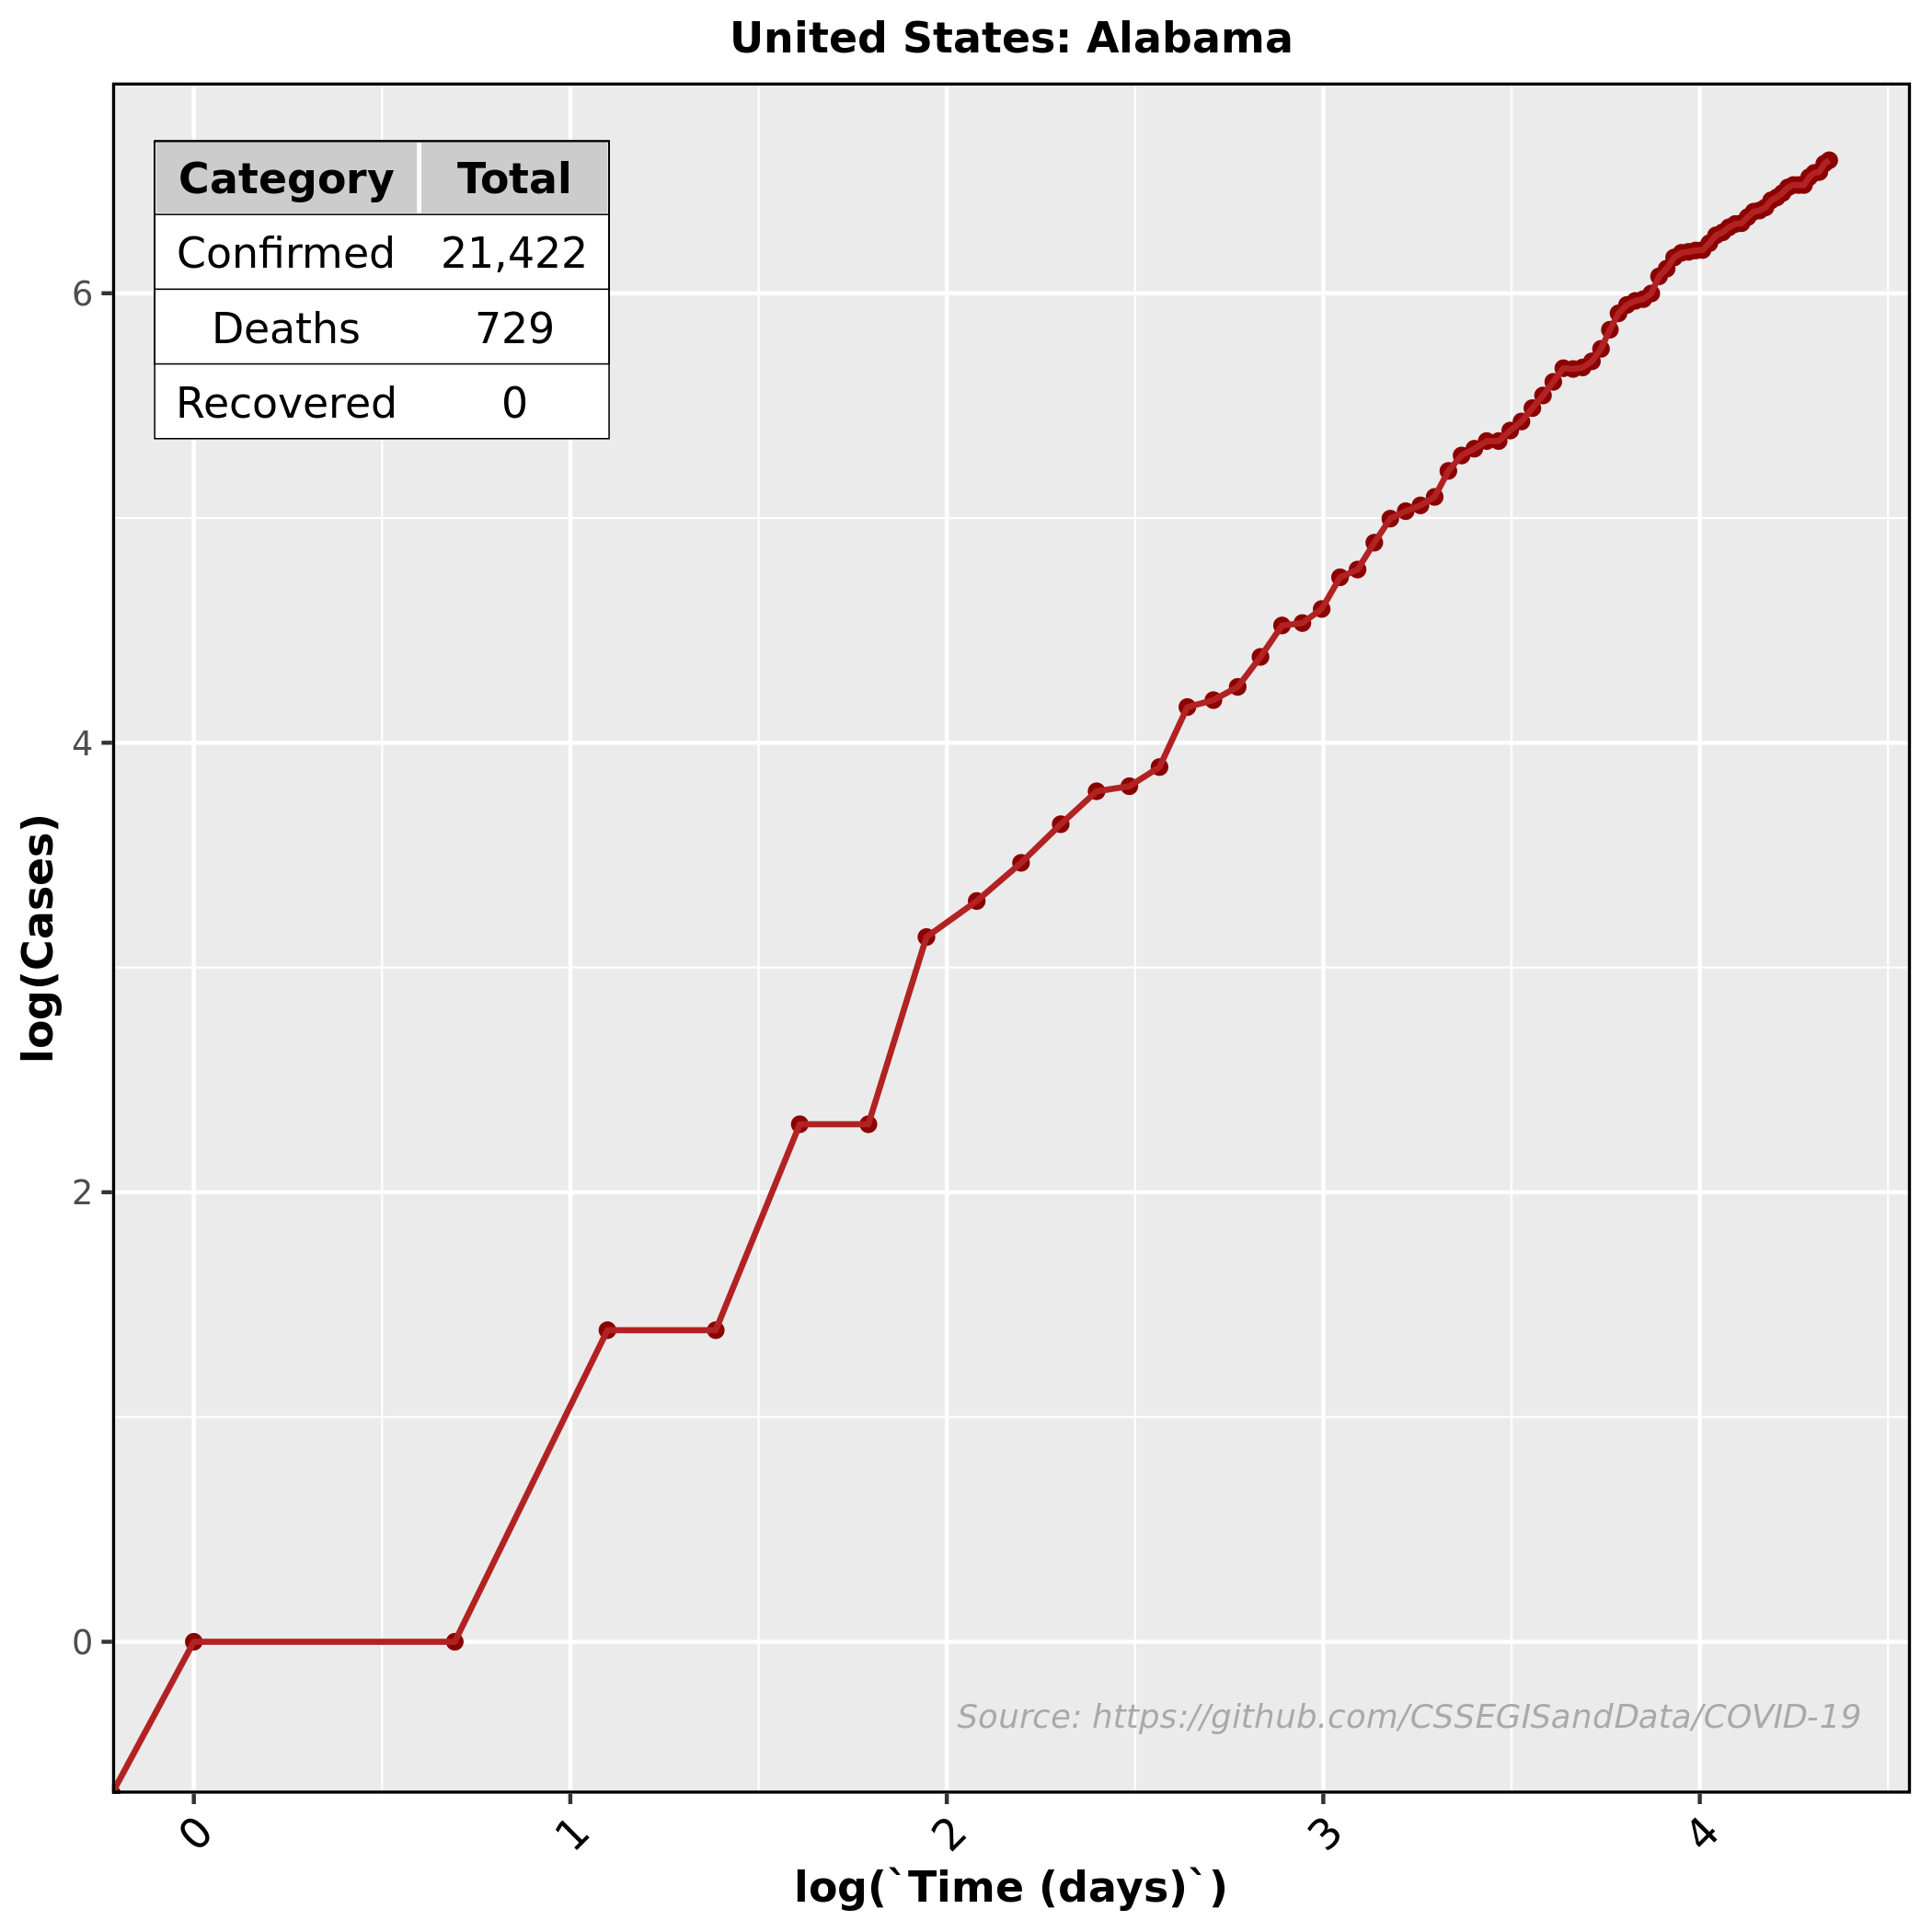 United States: Alabama
Category Total
Confirmed 21,422
Deaths 729
Recovered 0
6
4
2
0
log(Cases)
Source: https://github.com/CSSEGISandData/COVID-19
0 1 2 3 4
log(`Time (days)`)